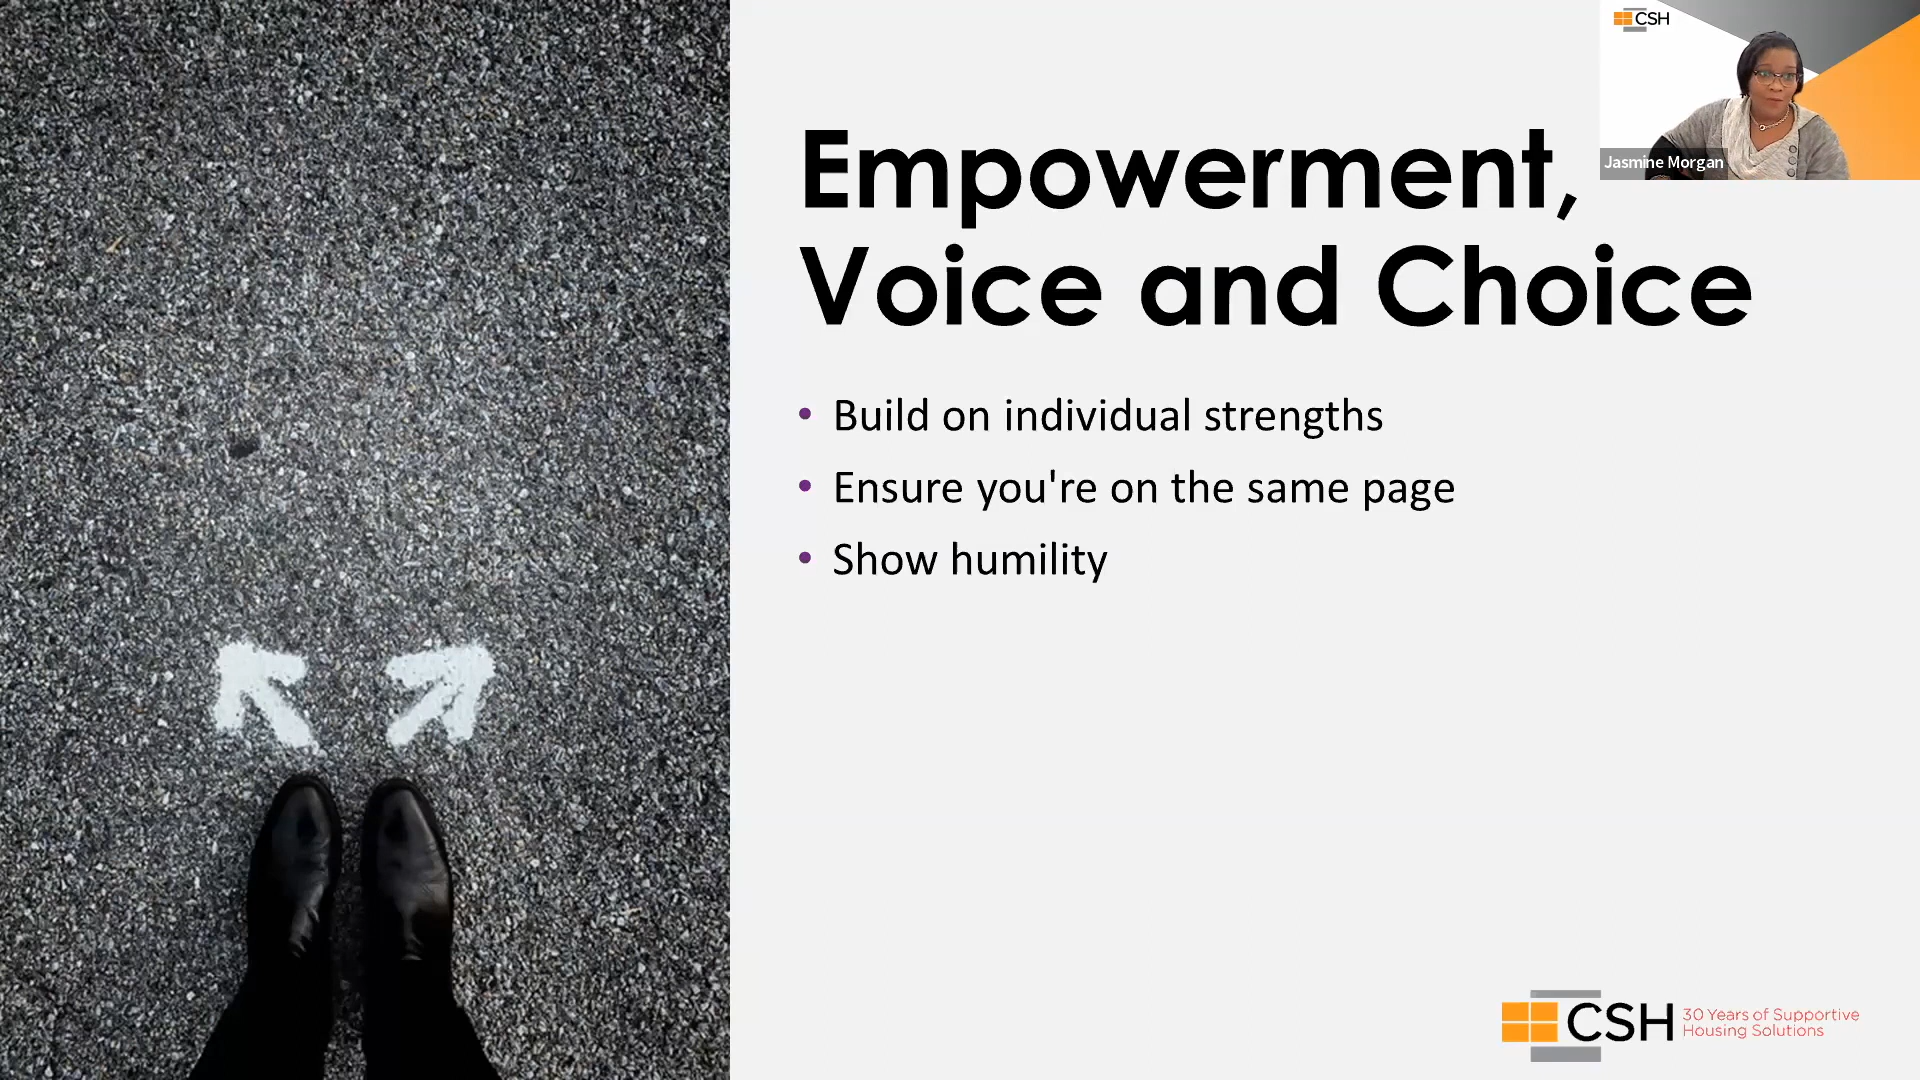 CSH
Jasmine Morgan
Empowerment,
Voice and Choice
• Build on individual strengths
• Ensure you're on the same page
• Show humility
CSH
30 Years of Supportive
Housing Solutions